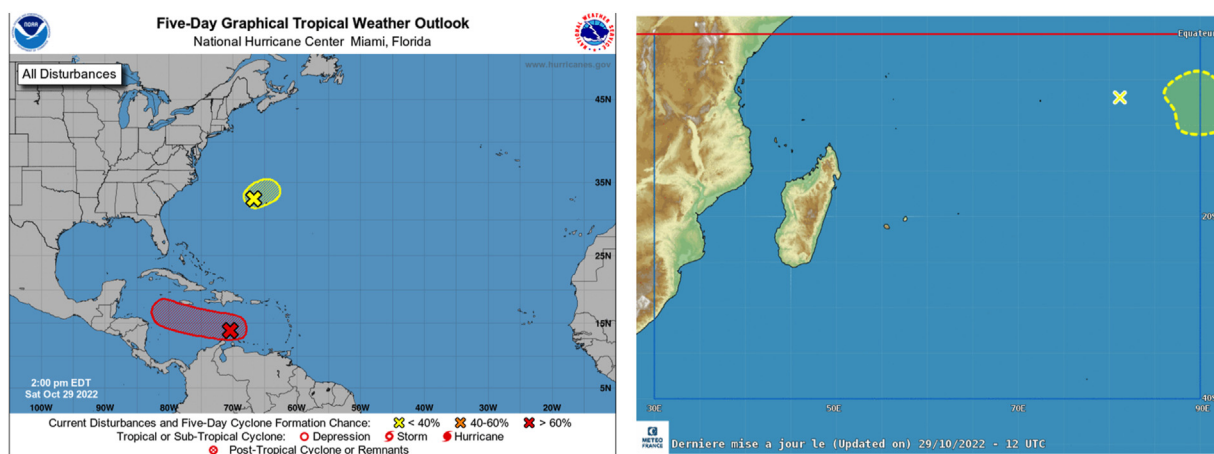 Five-Day Graphical Tropical Weather Outlook
National Hurricane Center Miami, Florida
NOAA
All Disturbances
www.hurricanes.gov
45N
35N
25N
15N
5N
2:00 pm EDT
Sat Oct 29 2022
100W 90W 80W 70W 60W 50W 40W 30W 20W
Current Disturbances and Five-Day Cyclone Formation Chance: < 40% 40-60% > 60%
Tropical or Sub-Tropical Cyclone: Depression Storm Hurricane
Post-Tropical Cyclone or Remnants
Equateur
20
40
30E 50E 70E 90E
METEO
FRANCE
Derniere mise a jour le (Updated on) 29/10/2022 - 12 UTC